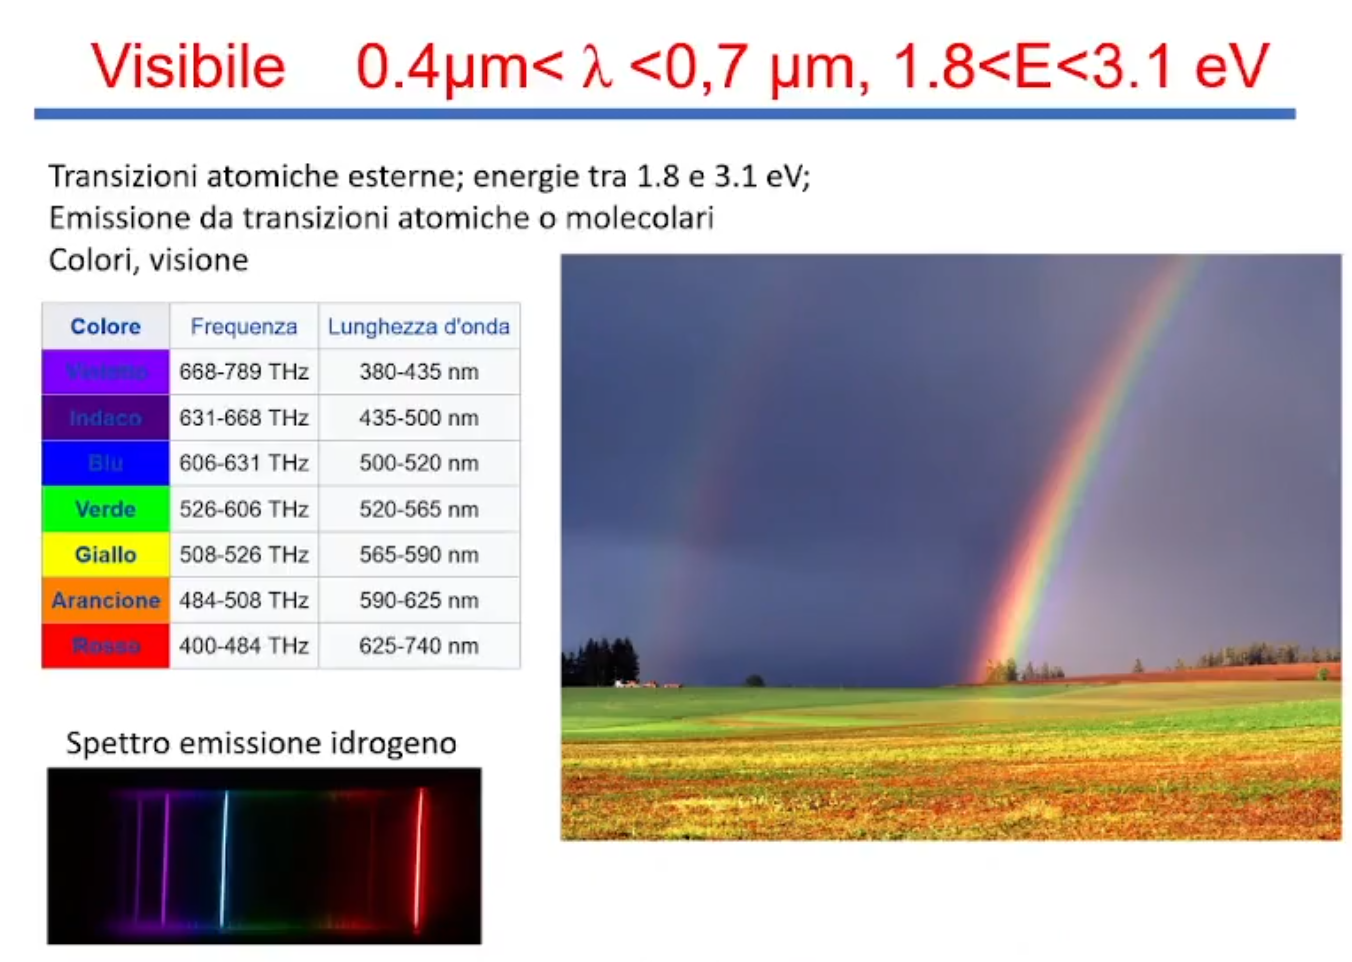 Visibile 0.4μm< λ <0,7 μm, 1.8<E<3.1 eV
Transizioni atomiche esterne; energie tra 1.8 e 3.1 eV;
Emissione da transizioni atomiche o molecolari
Colori, visione
Colore Frequenza Lunghezza d'onda
Violetto 668-789 THz 380-435 nm
Indaco 631-668 THz 435-500 nm
Blu 606-631 THz 500-520 nm
Verde 526-606 THz 520-565 nm
Giallo 508-526 THz 565-590 nm
Arancione 484-508 THz 590-625 nm
Rosso 400-484 THz 625-740 nm
Spettro emissione idrogeno